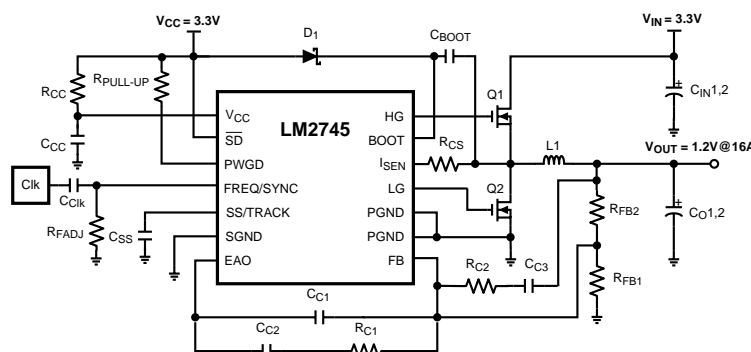 VCC = 3.3V
VIN = 3.3V
D1
CBOOT
RCC
RPULL-UP
Q1
CIN1,2
VCC
HG
LM2745
SD
BOOT
CCC
RCS
L1
VOUT = 1.2V@16A
PWGD
ISEN
Clk
CClk
FREQ/SYNC
LG
Q2
RFB2
CO1,2
RFADJ
CSS
SS/TRACK
PGND
SGND
PGND
EAO
FB
RC2
CC3
RFB1
CC1
CC2
RC1